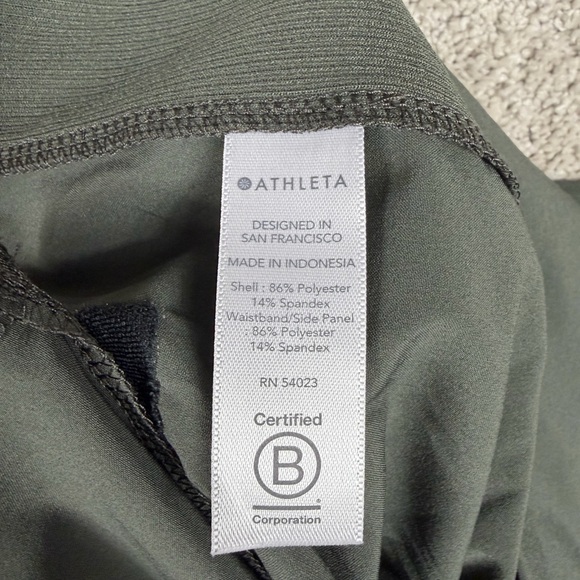 ATHLETA
DESIGNED IN
SAN FRANCISCO
MADE IN INDONESIA
Shell : 86% Polyester
14% Spandex
Waistband/Side Panel
86% Polyester
14% Spandex
RN 54023
Certified
B
®
Corporation